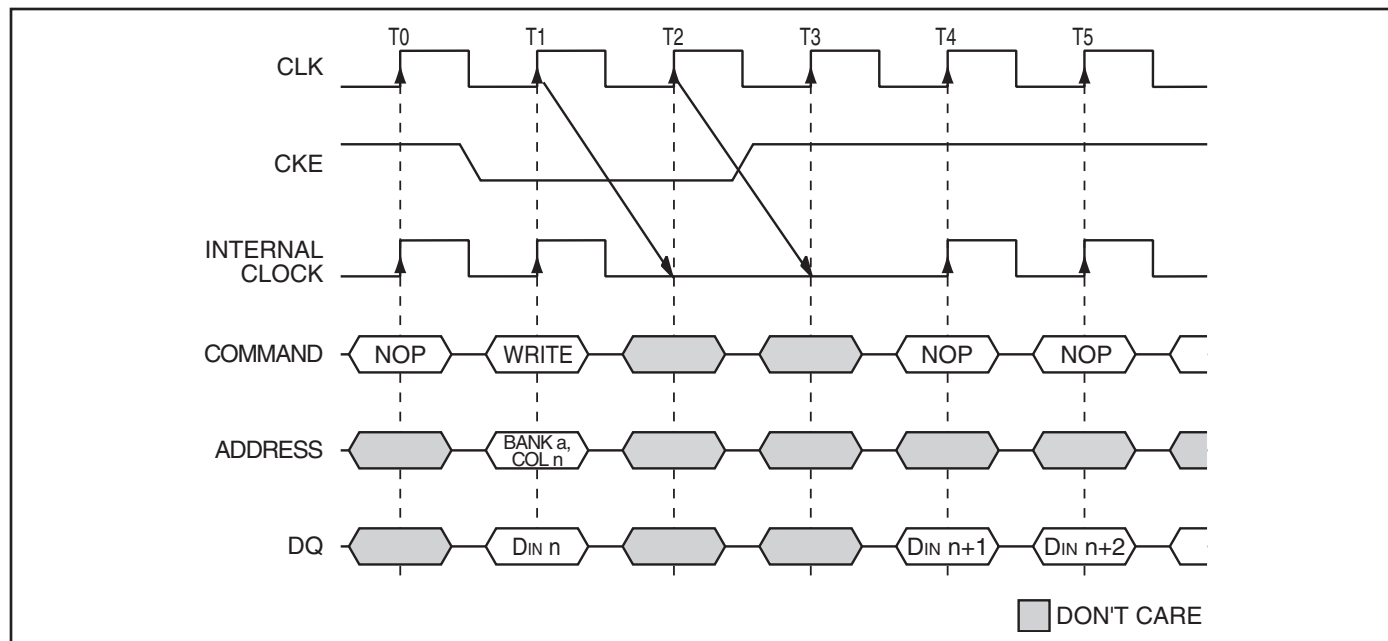 T0 T1 T2 T3 T4 T5
CLK
CKE
INTERNAL
CLOCK
COMMAND NOP WRITE NOP NOP
ADDRESS BANK a,
COL n
DQ DIN n DIN n+1 DIN n+2
DON'T CARE